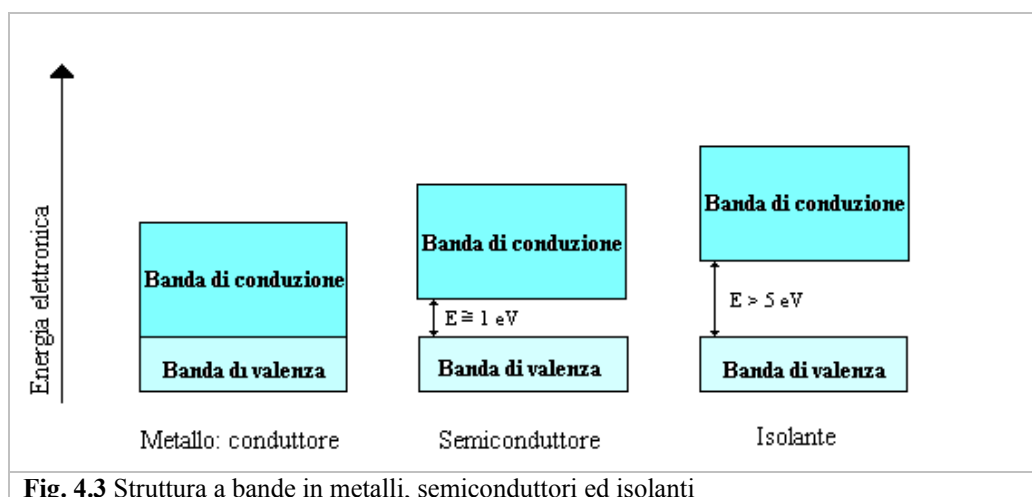 Energia elettronica
Banda di conduzione
Banda di valenza
Metallo: conduttore
Banda di conduzione
E ≅ 1 eV
Banda di valenza
Semiconduttore
Banda di conduzione
E > 5 eV
Banda di valenza
Isolante
Fig. 4.3 Struttura a bande in metalli, semiconduttori ed isolanti